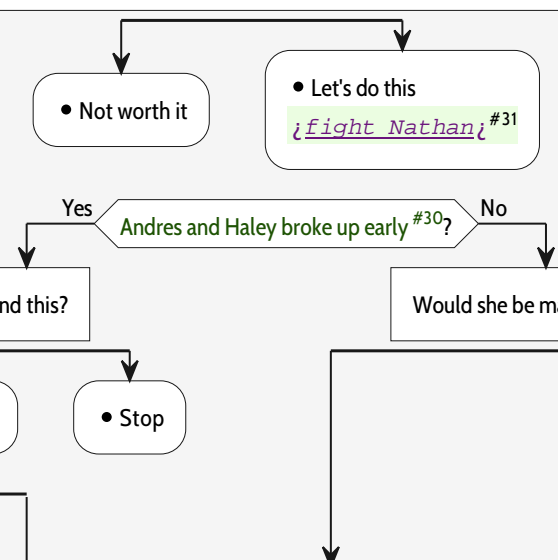 • Not worth it
• Let's do this
¿fight Nathan¿#31
Yes
Andres and Haley broke up early #30?
No
nd this?
Would she be m
• Stop